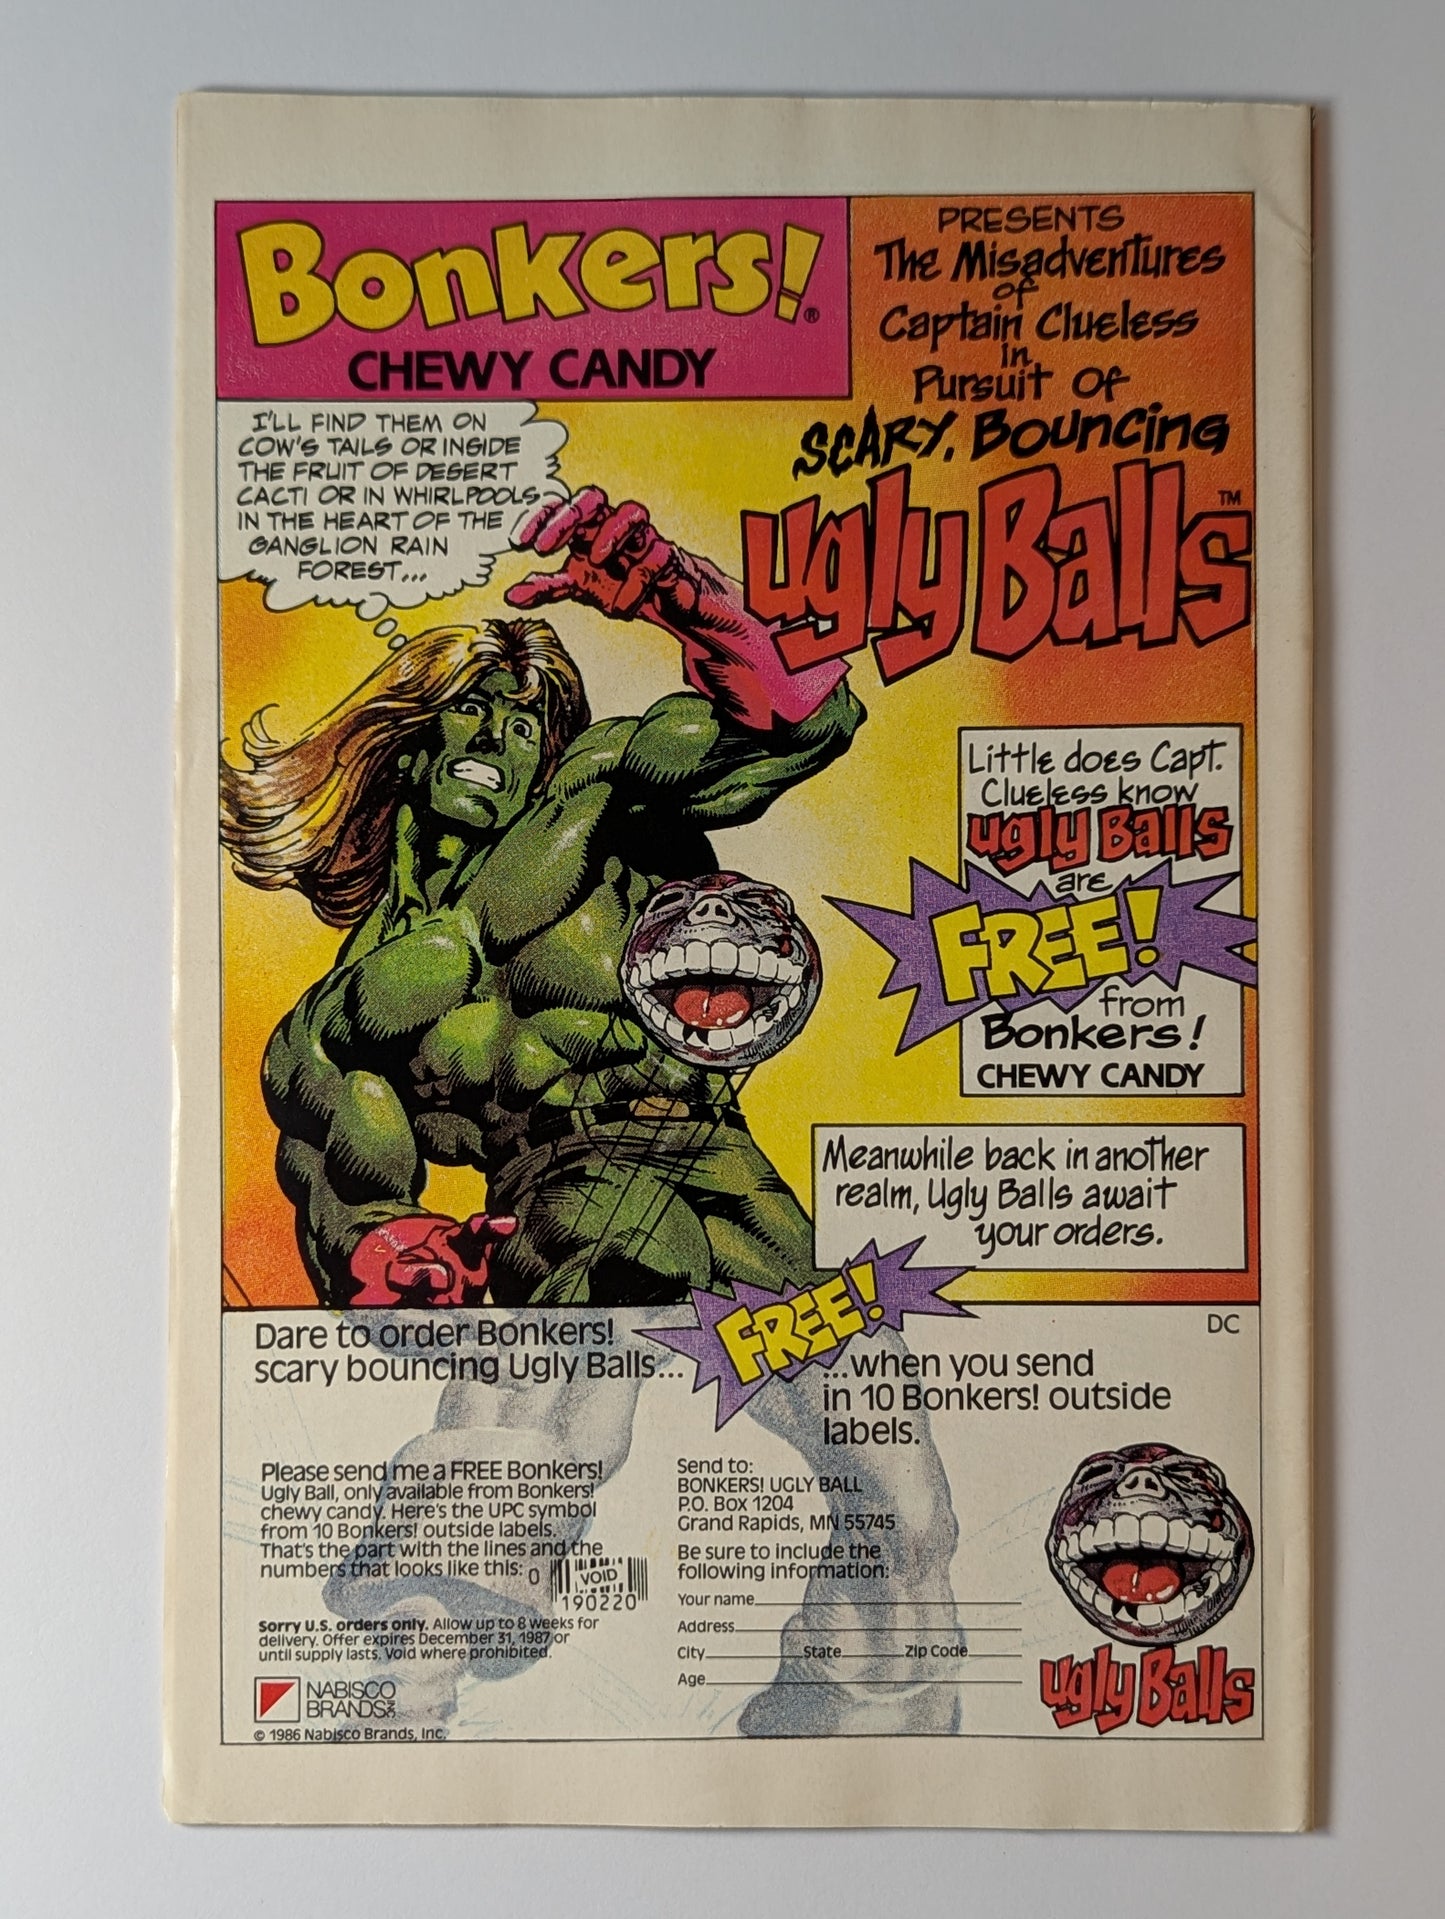 Bonkers!®
CHEWY CANDY
PRESENTS
The Misadventures
of
Captain Clueless
in
Pursuit Of
SCARY, Bouncing
ugly Balls™
I'LL FIND THEM ON
COW'S TAILS OR INSIDE
THE FRUIT OF DESERT
CACTI OR IN WHIRLPOOLS
IN THE HEART OF THE
GANGLION RAIN
FOREST...
Little does Capt.
Clueless know
ugly Balls
are
FREE!
from
Bonkers!
CHEWY CANDY
Meanwhile back in another
realm, Ugly Balls await
your orders.
Dare to order Bonkers!
scary bouncing Ugly Balls...
FREE!
...when you send
in 10 Bonkers! outside
labels.
DC
Please send me a FREE Bonkers!
Ugly Ball, only available from Bonkers!
chewy candy. Here's the UPC symbol
from 10 Bonkers! outside labels.
That's the part with the lines and the
numbers that looks like this: 0
VOID
190220
Sorry U.S. orders only. Allow up to 8 weeks for
delivery. Offer expires December 31, 1987 or
until supply lasts. Void where prohibited.
NABISCO
BRANDS INC
© 1986 Nabisco Brands, Inc.
Send to:
BONKERS! UGLY BALL
P.O. Box 1204
Grand Rapids, MN 55745
Be sure to include the
following information:
Your name
Address
City State Zip Code
Age
ugly Balls